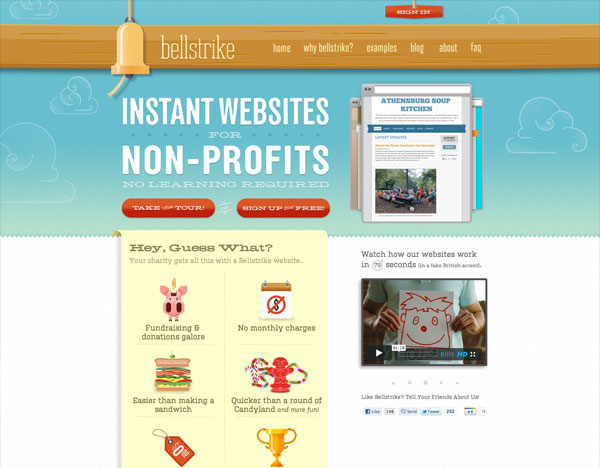 SIGN IN
bellstrike
home why bellstrike? examples blog about faq
INSTANT WEBSITES
FOR
NON-PROFITS
NO LEARNING REQUIRED
TAKE the TOUR!
SIGN UP for FREE!
ATHENSBURG SOUP
KITCHEN
LATEST UPDATES
Hey, Guess What?
Your charity gets all this with a Bellstrike website...
Fundraising &
donations galore
No monthly charges
Easier than making a
sandwich
Quicker than a round of
Candyland and more fun!
Watch how our websites work
in 79 seconds (in a fake British accent).
01:19
HD
Like Bellstrike? Tell Your Friends About Us!
Like 148 Send Tweet 252